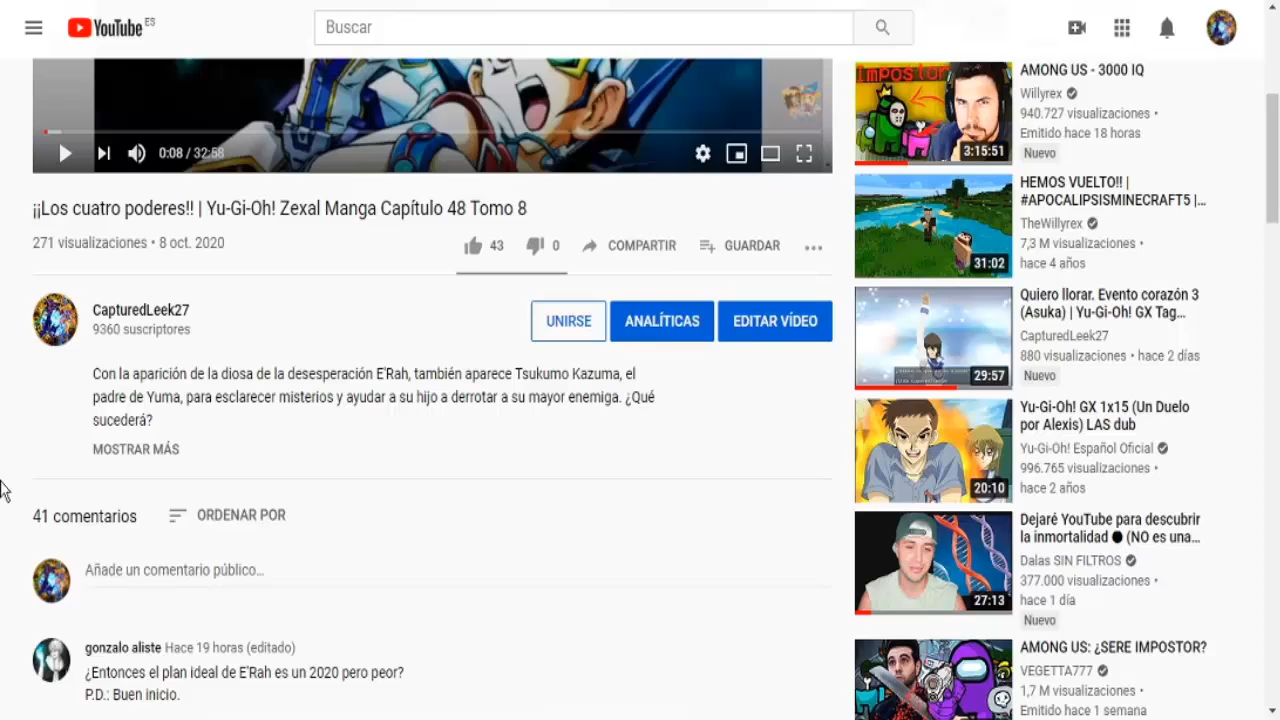 YouTube ES
Buscar
0:08 / 32:58
¡¡Los cuatro poderes!! | Yu-Gi-Oh! Zexal Manga Capítulo 48 Tomo 8
271 visualizaciones • 8 oct. 2020
43
0
COMPARTIR
GUARDAR
CapturedLeek27
9360 suscriptores
UNIRSE
ANALÍTICAS
EDITAR VÍDEO
Con la aparición de la diosa de la desesperación E'Rah, también aparece Tsukumo Kazuma, el
padre de Yuma, para esclarecer misterios y ayudar a su hijo a derrotar a su mayor enemiga. ¿Qué
sucederá?
MOSTRAR MÁS
41 comentarios
ORDENAR POR
Añade un comentario público...
gonzalo aliste Hace 19 horas (editado)
¿Entonces el plan ideal de E'Rah es un 2020 pero peor?
P.D.: Buen inicio.
Impostor
3:15:51
AMONG US - 3000 IQ
Willyrex
940.727 visualizaciones •
Emitido hace 18 horas
Nuevo
31:02
HEMOS VUELTO!! |
#APOCALIPSISMINECRAFT5 |...
TheWillyrex
7,3 M visualizaciones •
hace 4 años
29:57
Quiero llorar. Evento corazón 3
(Asuka) | Yu-Gi-Oh! GX Tag...
CapturedLeek27
880 visualizaciones • hace 2 días
Nuevo
20:10
Yu-Gi-Oh! GX 1x15 (Un Duelo
por Alexis) LAS dub
Yu-Gi-Oh! Español Oficial
996.765 visualizaciones •
hace 2 años
27:13
Dejaré YouTube para descubrir
la inmortalidad ● (NO es una...
Dalas SIN FILTROS
377.000 visualizaciones •
hace 1 día
Nuevo
AMONG US: ¿SERE IMPOSTOR?
VEGETTA777
1,7 M visualizaciones •
Emitido hace 1 semana